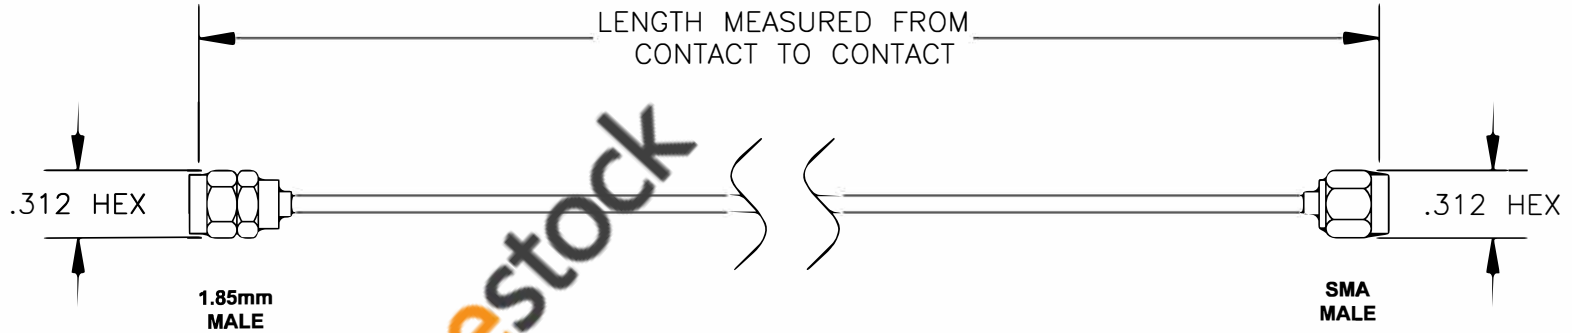 LENGTH MEASURED FROM
CONTACT TO CONTACT
.312 HEX
.312 HEX
1.85mm
MALE
SMA
MALE
estock